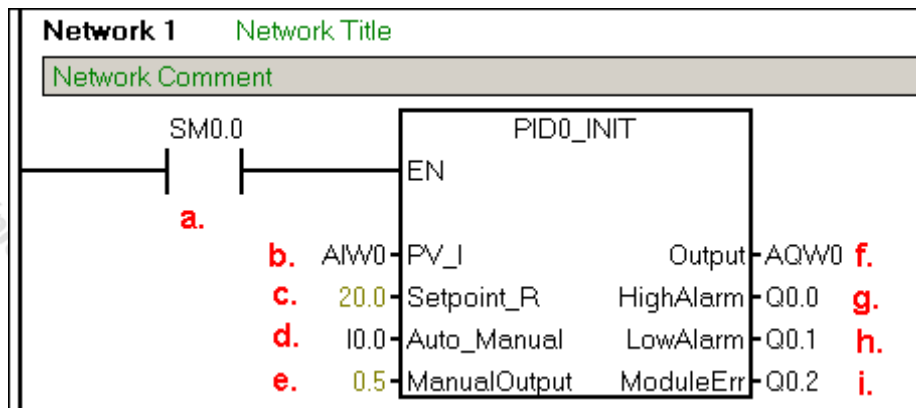 Network 1 Network Title
Network Comment
SM0.0 PID0_INIT
EN
a.
b. AIW0 PV_I Output AQW0 f.
c. 20.0 Setpoint_R HighAlarm Q0.0 g.
d. I0.0 Auto_Manual LowAlarm Q0.1 h.
e. 0.5 ManualOutput ModuleErr Q0.2 i.